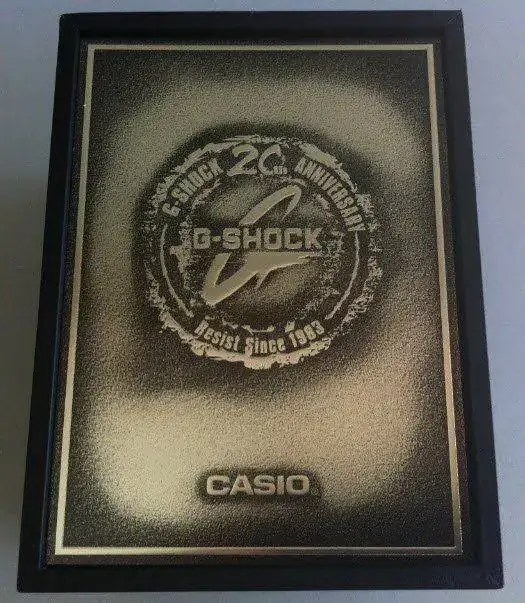 G-SHOCK 20th ANNIVERSARY
G-SHOCK
Resist Since 1983
CASIO